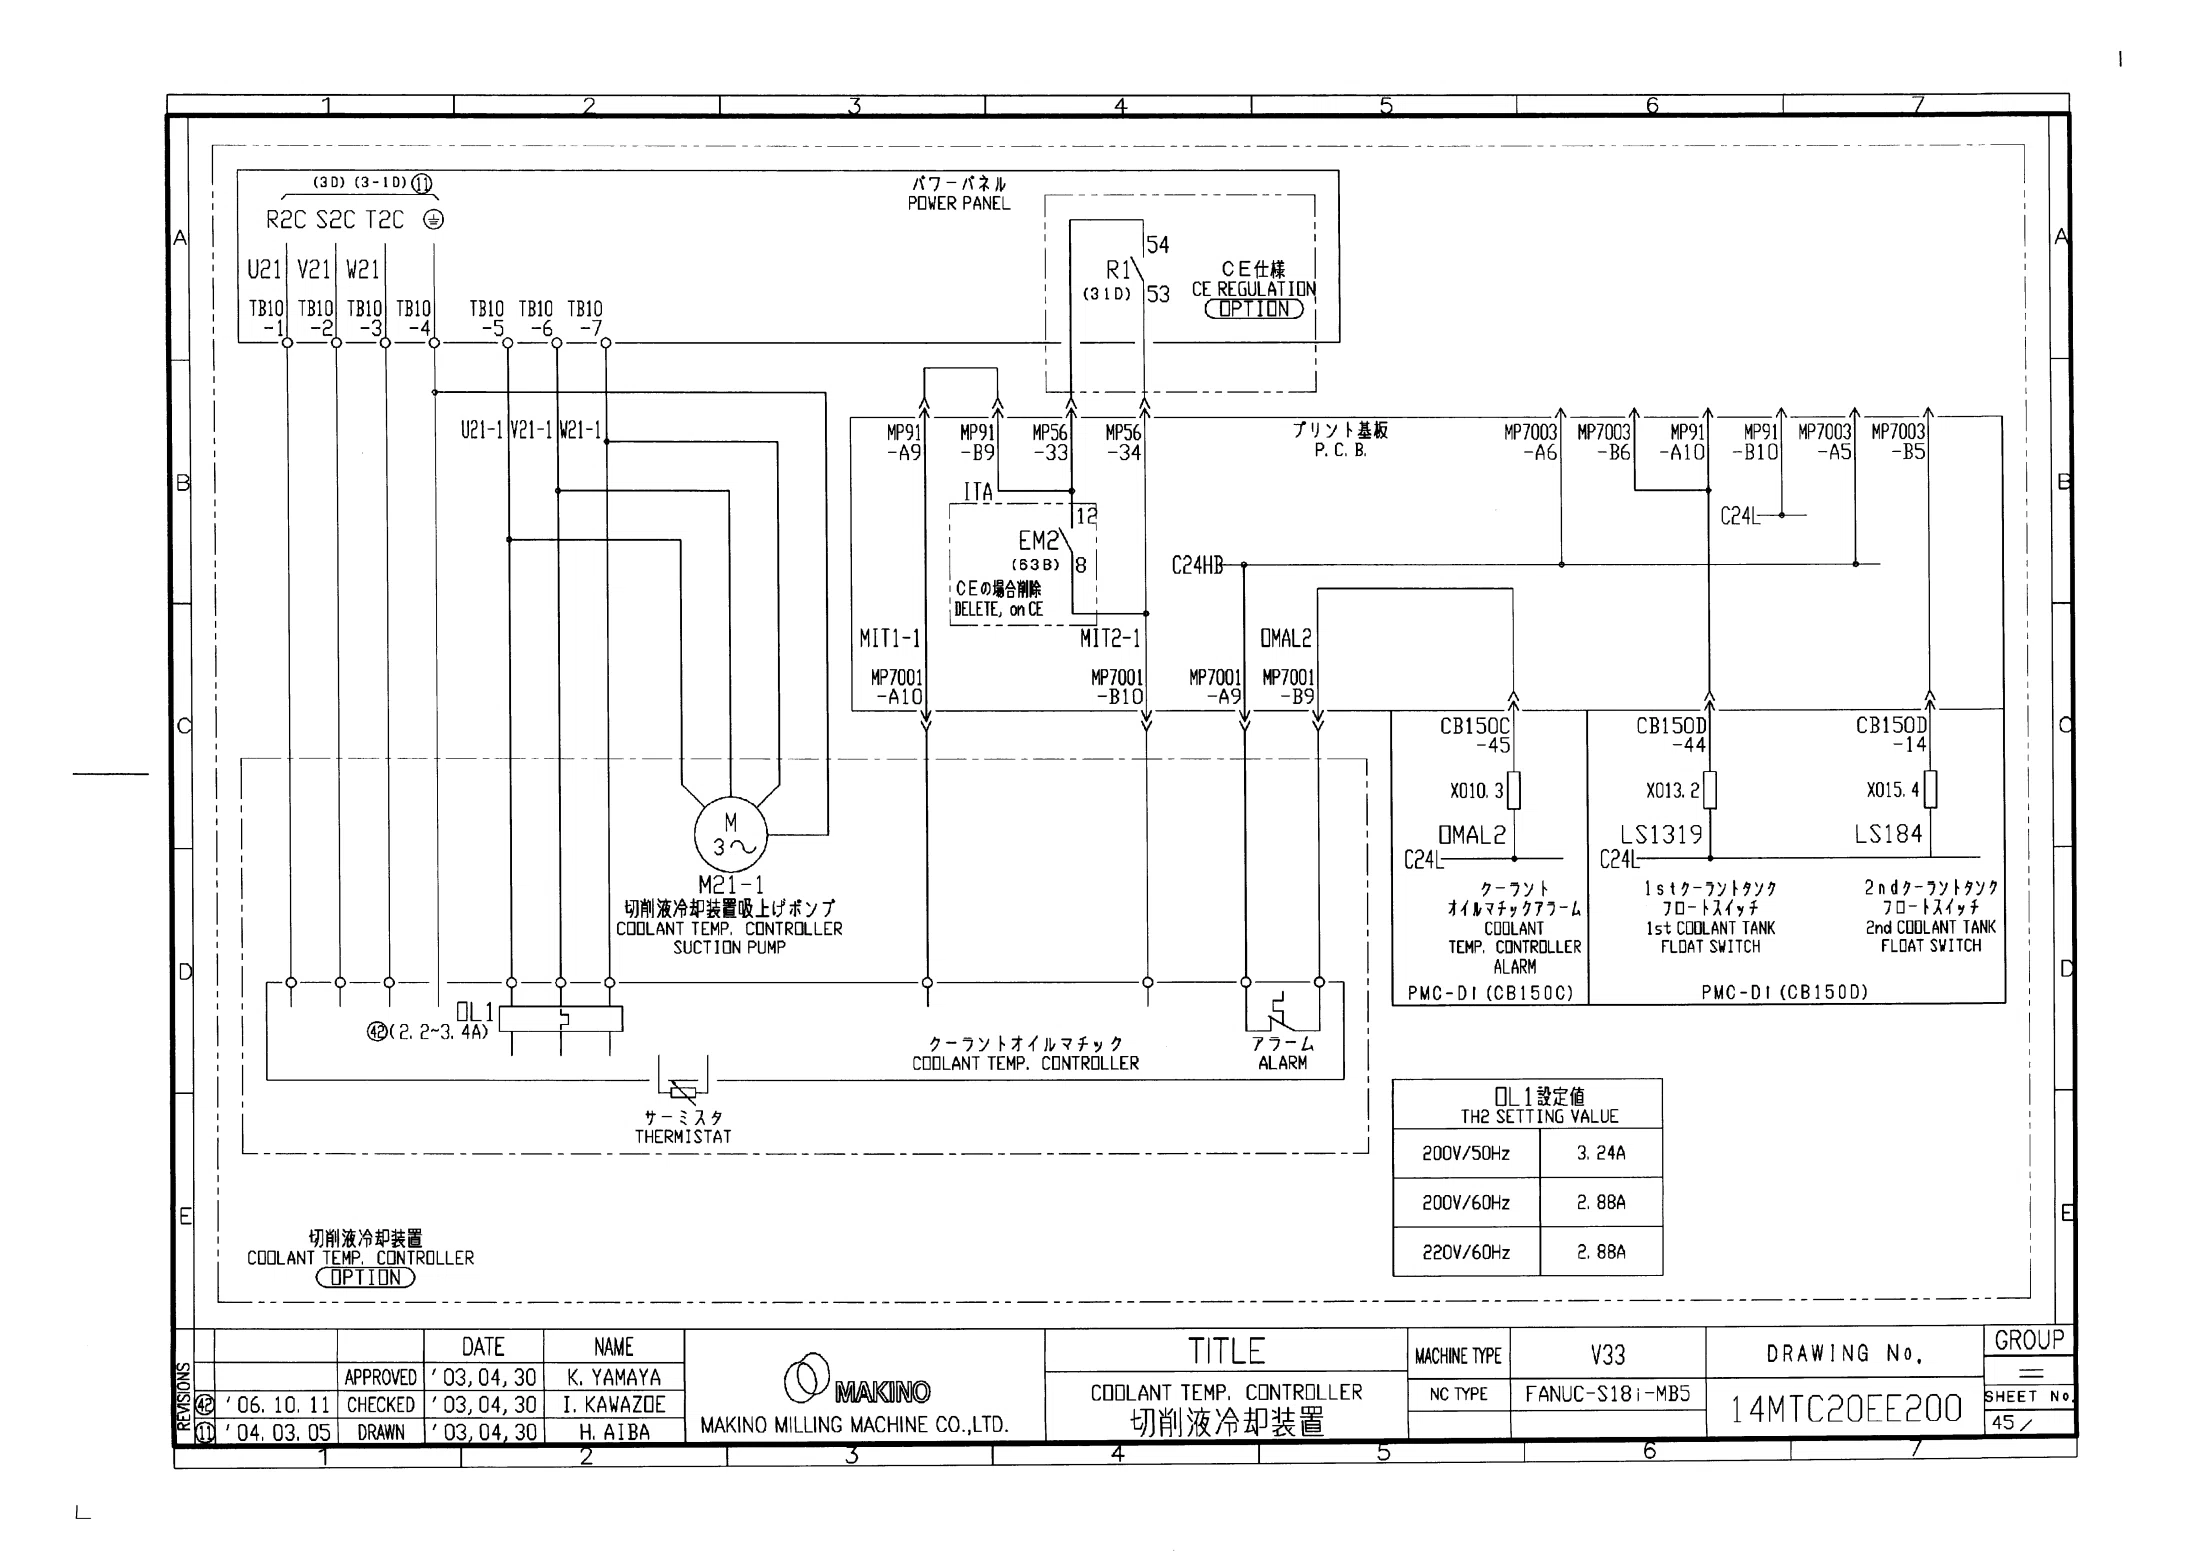 1 2 3 4 5 6 7
A
B
C
D
E
(3D) (3-1D) ⑪
R2C S2C T2C
U21 V21 W21
TB10 -1
TB10 -2
TB10 -3
TB10 -4
TB10 -5
TB10 -6
TB10 -7
パワーパネル
POWER PANEL
54
R1
(31D)
53
CE仕様
CE REGULATION
OPTION
U21-1 V21-1 W21-1
MP91 -A9
MP91 -B9
MP56 -33
MP56 -34
プリント基板
P. C. B.
MP7003 -A6
MP7003 -B6
MP91 -A10
MP91 -B10
MP7003 -A5
MP7003 -B5
ITA
12
EM2
(63B)
8
CEの場合削除
DELETE, on CE
C24L
C24HB
MIT1-1
MIT2-1
OMAL2
MP7001 -A10
MP7001 -B10
MP7001 -A9
MP7001 -B9
CB150C -45
CB150D -44
CB150D -14
X010.3
X013.2
X015.4
OMAL2
LS1319
LS184
C24L
C24L
クーラント
オイルマチックアラーム
COOLANT
TEMP. CONTROLLER
ALARM
1stクーラントタンク
フロートスイッチ
1st COOLANT TANK
FLOAT SWITCH
2ndクーラントタンク
フロートスイッチ
2nd COOLANT TANK
FLOAT SWITCH
PMC-DI (CB150C)
PMC-DI (CB150D)
M
3~
M21-1
切削液冷却装置吸上げポンプ
COOLANT TEMP. CONTROLLER
SUCTION PUMP
OL1
㊷(2.2~3.4A)
クーラントオイルマチック
COOLANT TEMP. CONTROLLER
アラーム
ALARM
サーミスタ
THERMISTAT
OL1設定値
TH2 SETTING VALUE
200V/50Hz 3.24A
200V/60Hz 2.88A
220V/60Hz 2.88A
切削液冷却装置
COOLANT TEMP. CONTROLLER
OPTION
REVISIONS
DATE NAME
APPROVED '03,04,30 K. YAMAYA
㊷ '06.10.11 CHECKED '03,04,30 I. KAWAZOE
⑪ '04.03.05 DRAWN '03,04,30 H. AIBA
MAKINO
MAKINO MILLING MACHINE CO.,LTD.
TITLE
COOLANT TEMP. CONTROLLER
切削液冷却装置
MACHINE TYPE V33
NC TYPE FANUC-S18i-MB5
DRAWING No.
14MTC20EE200
GROUP
=
SHEET No.
45/
1 2 3 4 5 6 7
A
B
C
D
E